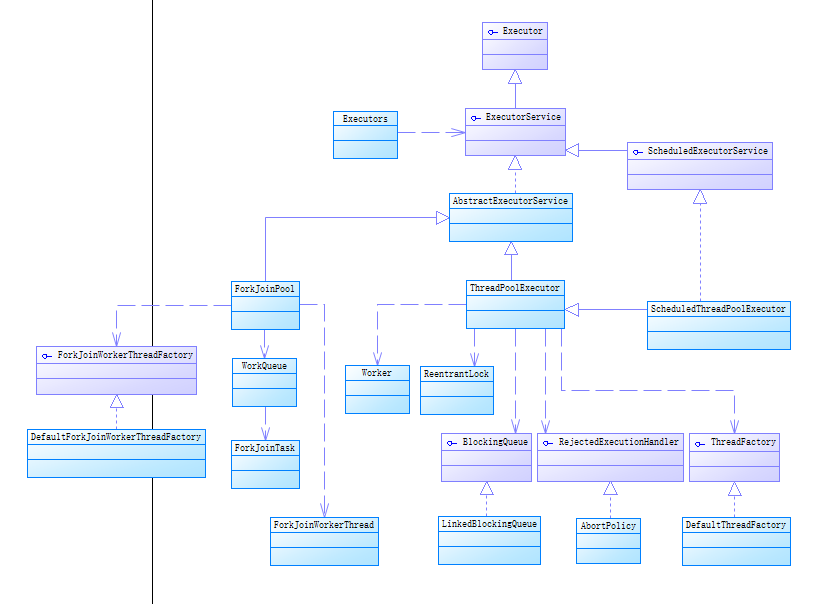 Executor
Executors
ExecutorService
ScheduledExecutorService
AbstractExecutorService
ForkJoinPool
ThreadPoolExecutor
ScheduledThreadPoolExecutor
ForkJoinWorkerThreadFactory
WorkQueue
Worker
ReentrantLock
DefaultForkJoinWorkerThreadFactory
ForkJoinTask
BlockingQueue
RejectedExecutionHandler
ThreadFactory
ForkJoinWorkerThread
LinkedBlockingQueue
AbortPolicy
DefaultThreadFactory